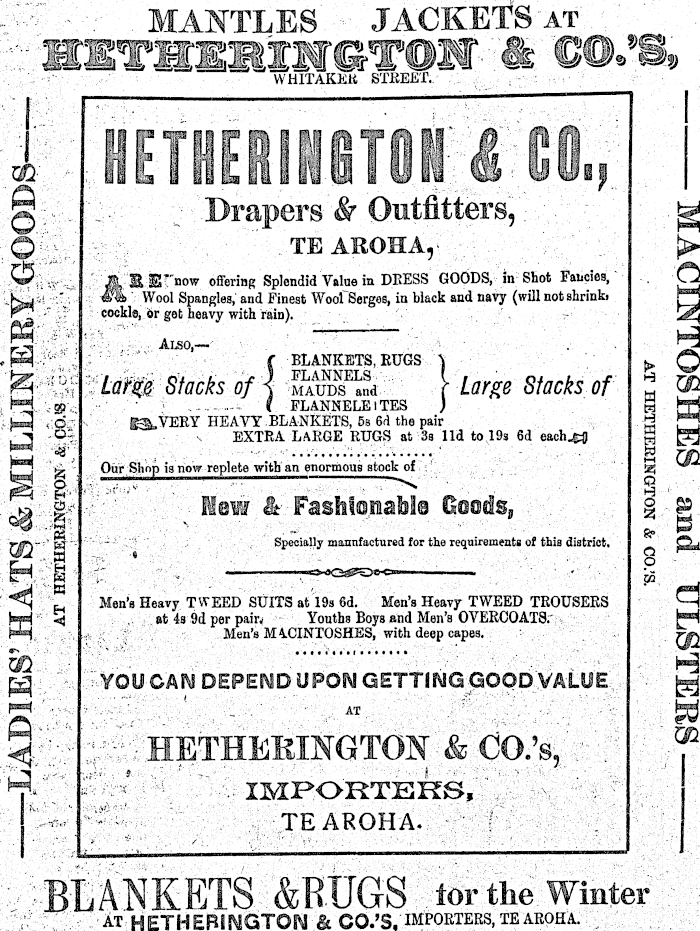 MANTLES JACKETS AT
HETHERINGTON & CO.'S,
WHITAKER STREET.
LADIES' HATS & MILLINERY GOODS
AT HETHERINGTON & CO.'S
HETHERINGTON & CO.,
Drapers & Outfitters,
TE AROHA,
ARE now offering Splendid Value in DRESS GOODS, in Shot Fancies,
Wool Spangles, and Finest Wool Serges, in black and navy (will not shrink,
cockle, or get heavy with rain).
ALSO,—
Large Stacks of { BLANKETS, RUGS
FLANNELS
MAUDS and
FLANNELEITES } Large Stacks of
VERY HEAVY BLANKETS, 5s 6d the pair
EXTRA LARGE RUGS at 3s 11d to 19s 6d each.
Our Shop is now replete with an enormous stock of
New & Fashionable Goods,
Specially manufactured for the requirements of this district.
Men's Heavy TWEED SUITS at 19s 6d. Men's Heavy TWEED TROUSERS
at 4s 9d per pair. Youths Boys and Men's OVERCOATS.
Men's MACINTOSHES, with deep capes.
YOU CAN DEPEND UPON GETTING GOOD VALUE
AT
HETHERINGTON & CO.'s,
IMPORTERS,
TE AROHA.
AT HETHERINGTON & CO.'S.
MACINTOSHES and ULSTERS
BLANKETS & RUGS for the Winter
AT HETHERINGTON & CO.'S, IMPORTERS, TE AROHA.